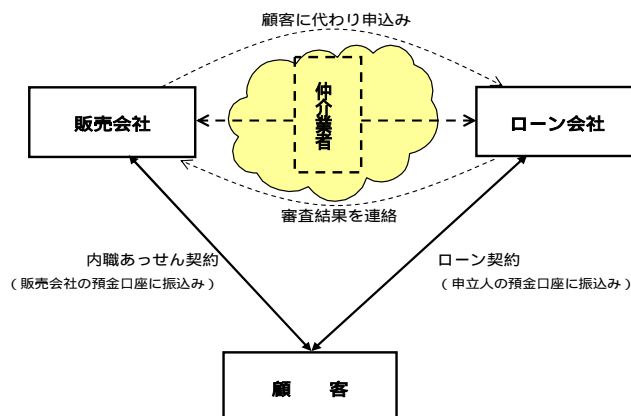 顧客に代わり申込み
仲介業者
販売会社
ローン会社
審査結果を連絡
内職あっせん契約
（販売会社の預金口座に振込み）
ローン契約
（申立人の預金口座に振込み）
顧　　客